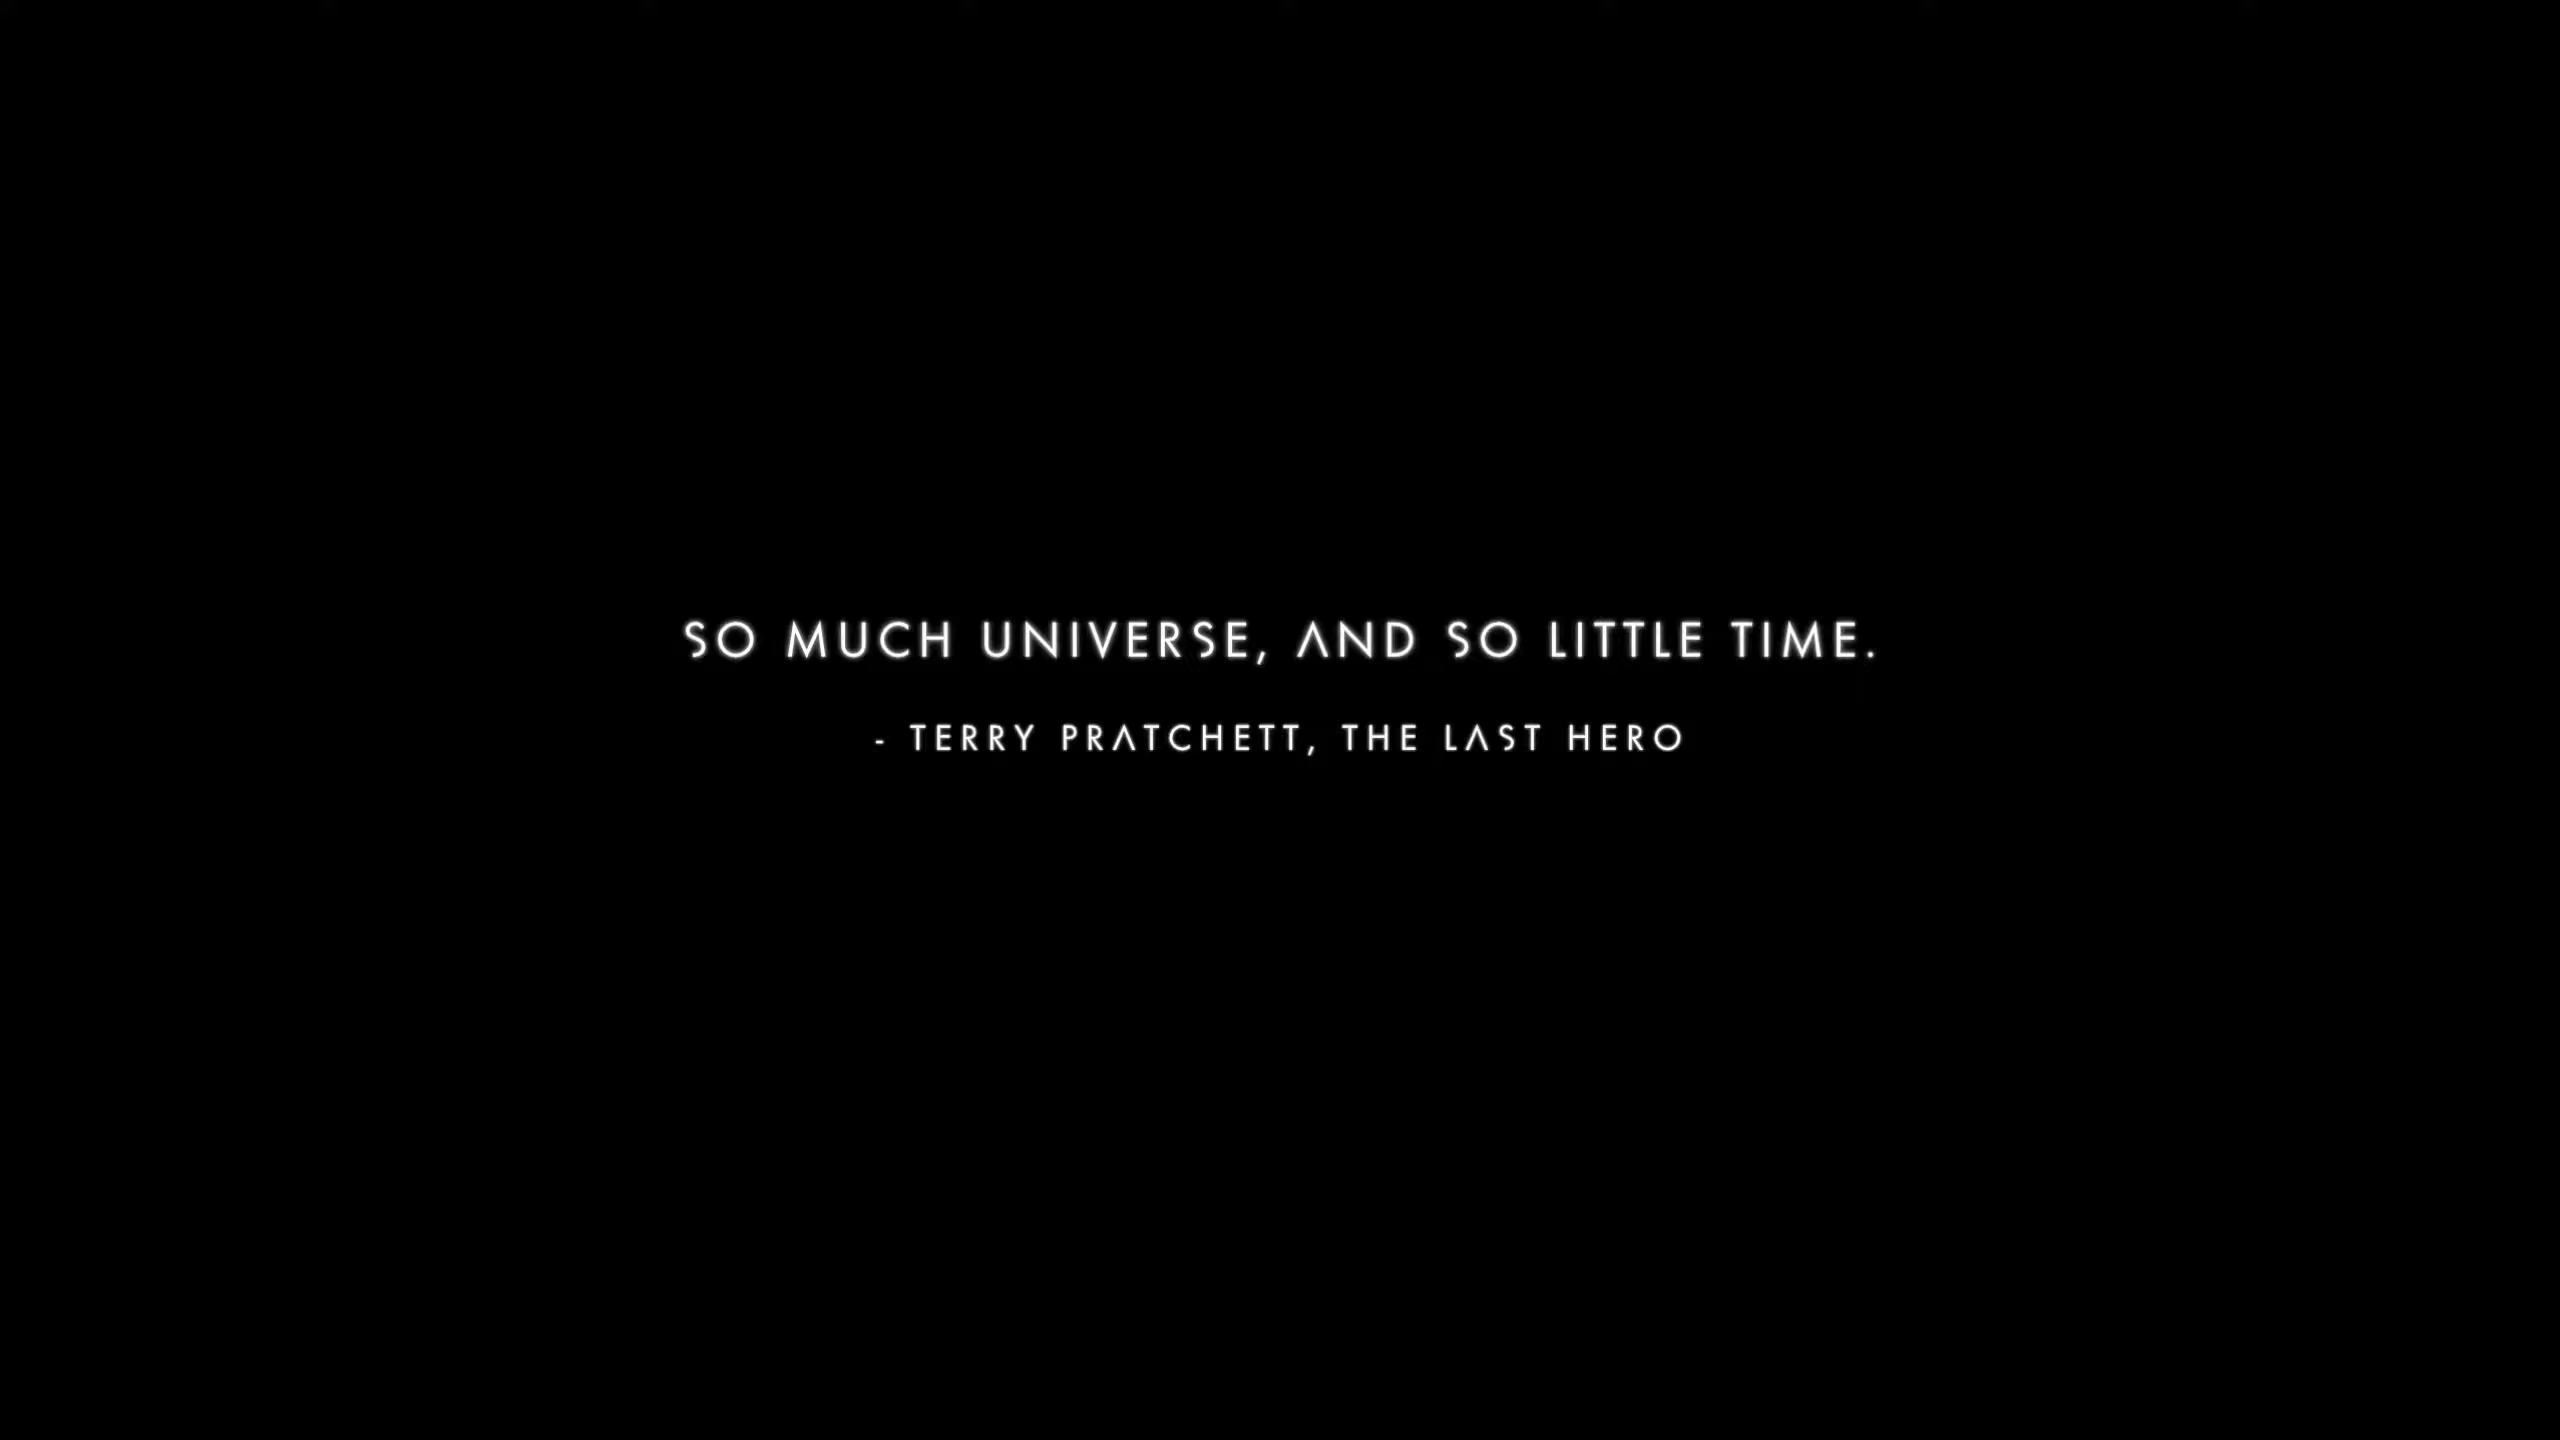 SO MUCH UNIVERSE, AND SO LITTLE TIME.
- TERRY PRATCHETT, THE LAST HERO